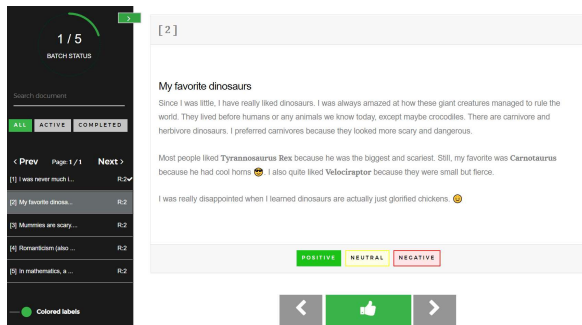 1 / 5
BATCH STATUS
Search document
ALL ACTIVE COMPLETED
< Prev Page: 1 / 1 Next >
[1] I was never much i... R:2✔
[2] My favorite dinosa... R:2
[3] Mummies are scary.... R:2
[4] Romanticism (also ... R:2
[5] In mathematics, a ... R:2
Colored labels
[ 2 ]
My favorite dinosaurs
Since I was little, I have really liked dinosaurs. I was always amazed at how these giant creatures managed to rule the
world. They lived before humans or any animals we know today, except maybe crocodiles. There are carnivore and
herbivore dinosaurs. I preferred carnivores because they looked more scary and dangerous.
Most people liked Tyrannosaurus Rex because he was the biggest and scariest. Still, my favorite was Carnotaurus
because he had cool horns 😎. I also quite liked Velociraptor because they were small but fierce.
I was really disappointed when I learned dinosaurs are actually just glorified chickens. 😆
POSITIVE NEUTRAL NEGATIVE